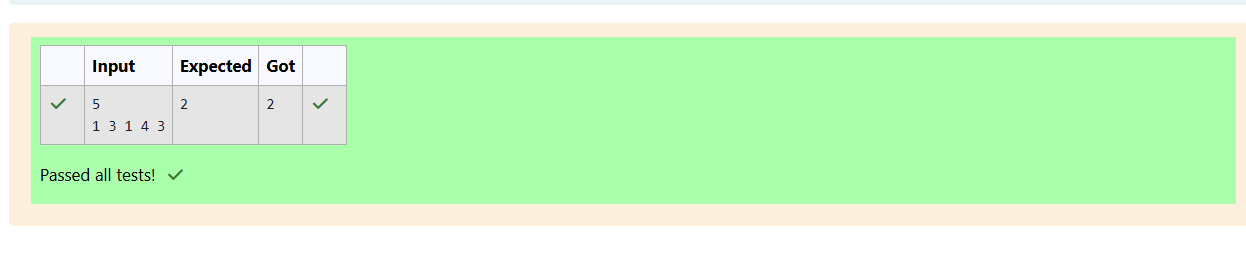 Input Expected Got
5 2 2
1 3 1 4 3
Passed all tests!